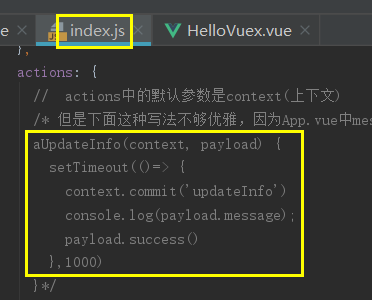 index.js × HelloVuex.vue ×
},
actions: {
// actions中的默认参数是context(上下文)
/* 但是下面这种写法不够优雅，因为App.vue中mes
aUpdateInfo(context, payload) {
setTimeout(()=> {
context.commit('updateInfo')
console.log(payload.message);
payload.success()
},1000)
}*/